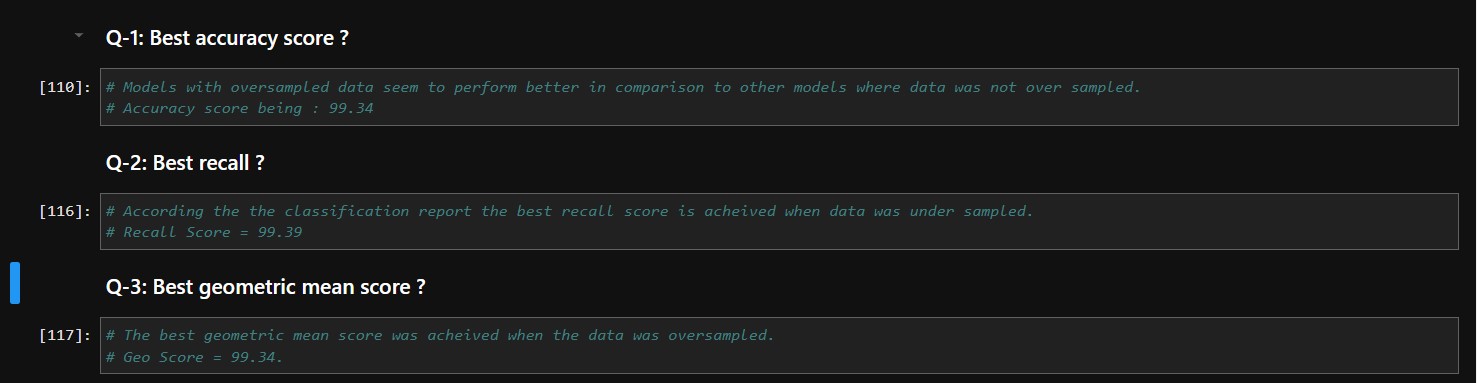 Q-1: Best accuracy score ?
[110]: # Models with oversampled data seem to perform better in comparison to other models where data was not over sampled.
# Accuracy score being : 99.34
Q-2: Best recall ?
[116]: # According the the classification report the best recall score is acheived when data was under sampled.
# Recall Score = 99.39
Q-3: Best geometric mean score ?
[117]: # The best geometric mean score was acheived when the data was oversampled.
# Geo Score = 99.34.